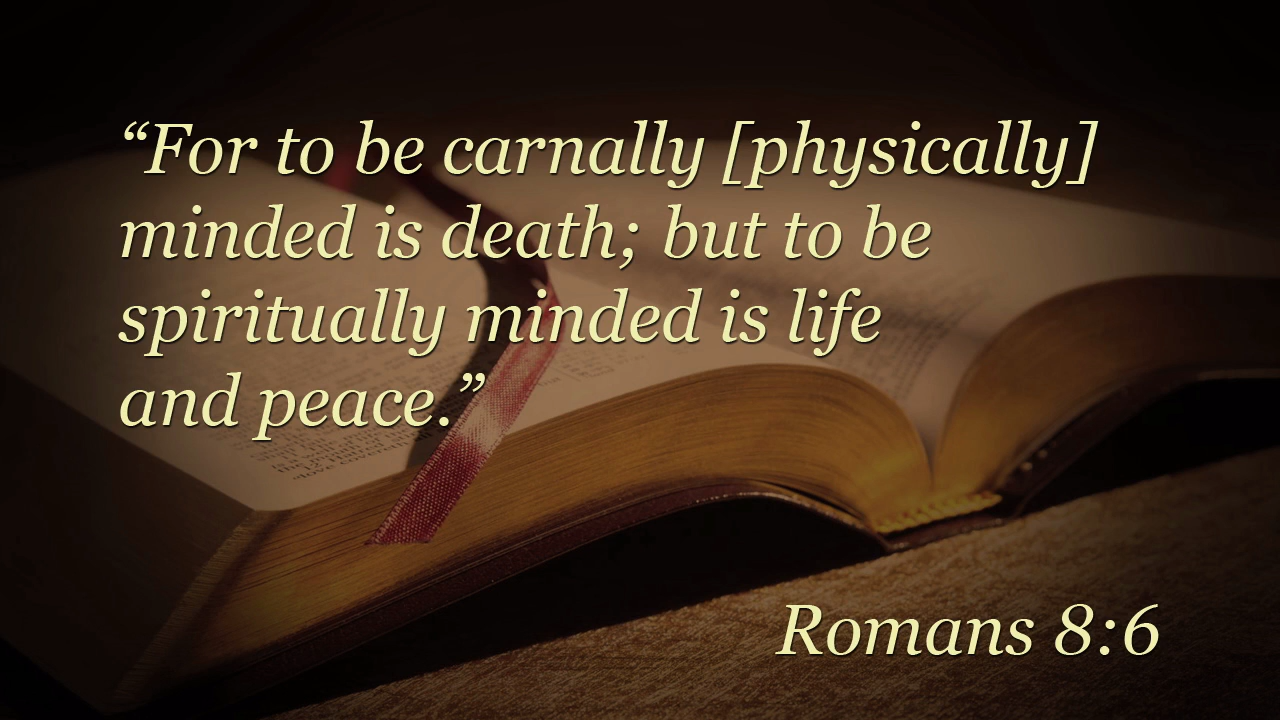 “For to be carnally [physically]
minded is death; but to be
spiritually minded is life
and peace.”
Romans 8:6